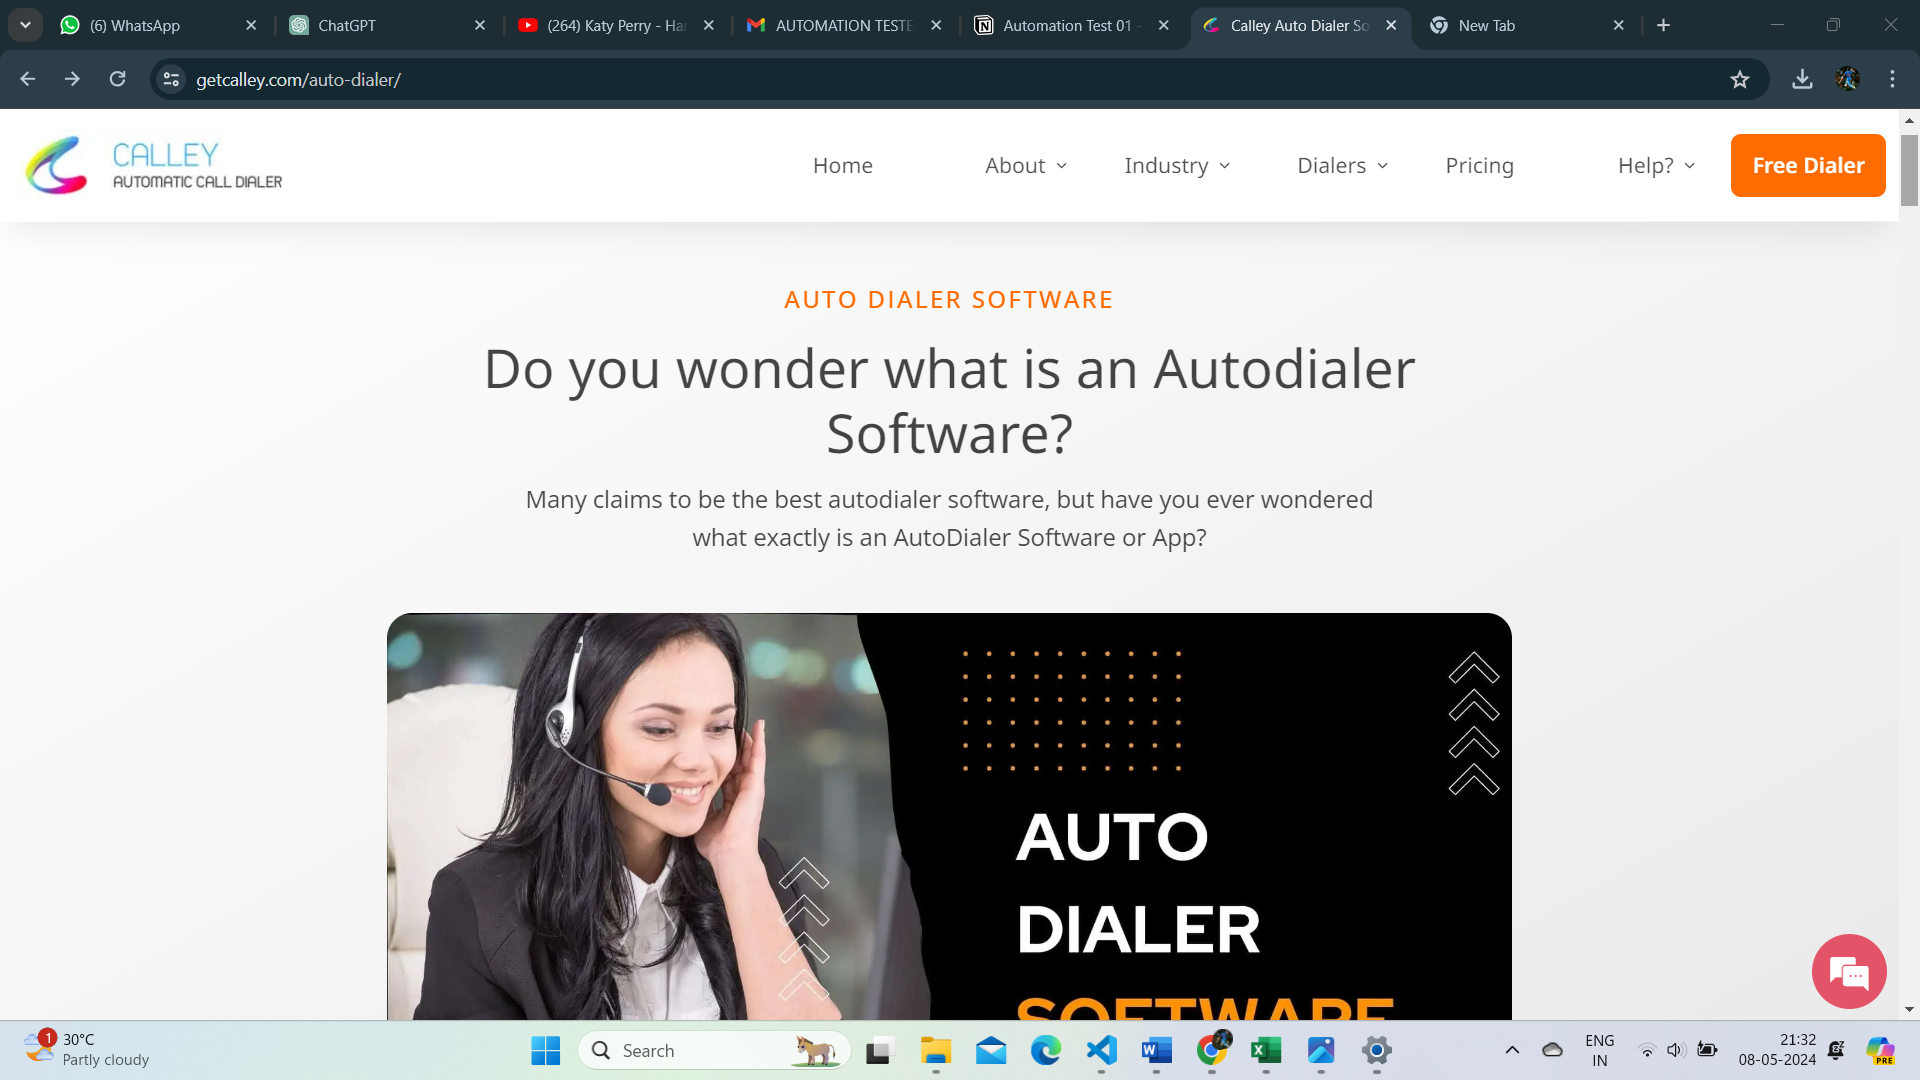 (6) WhatsApp
ChatGPT
(264) Katy Perry - Har
AUTOMATION TESTE
Automation Test 01 -
Calley Auto Dialer So
New Tab
getcalley.com/auto-dialer/
CALLEY
AUTOMATIC CALL DIALER
Home
About
Industry
Dialers
Pricing
Help?
Free Dialer
AUTO DIALER SOFTWARE
Do you wonder what is an Autodialer
Software?
Many claims to be the best autodialer software, but have you ever wondered
what exactly is an AutoDialer Software or App?
AUTO
DIALER
SOFTWARE
1
30°C
Partly cloudy
Search
ENG
IN
21:32
08-05-2024
PRE